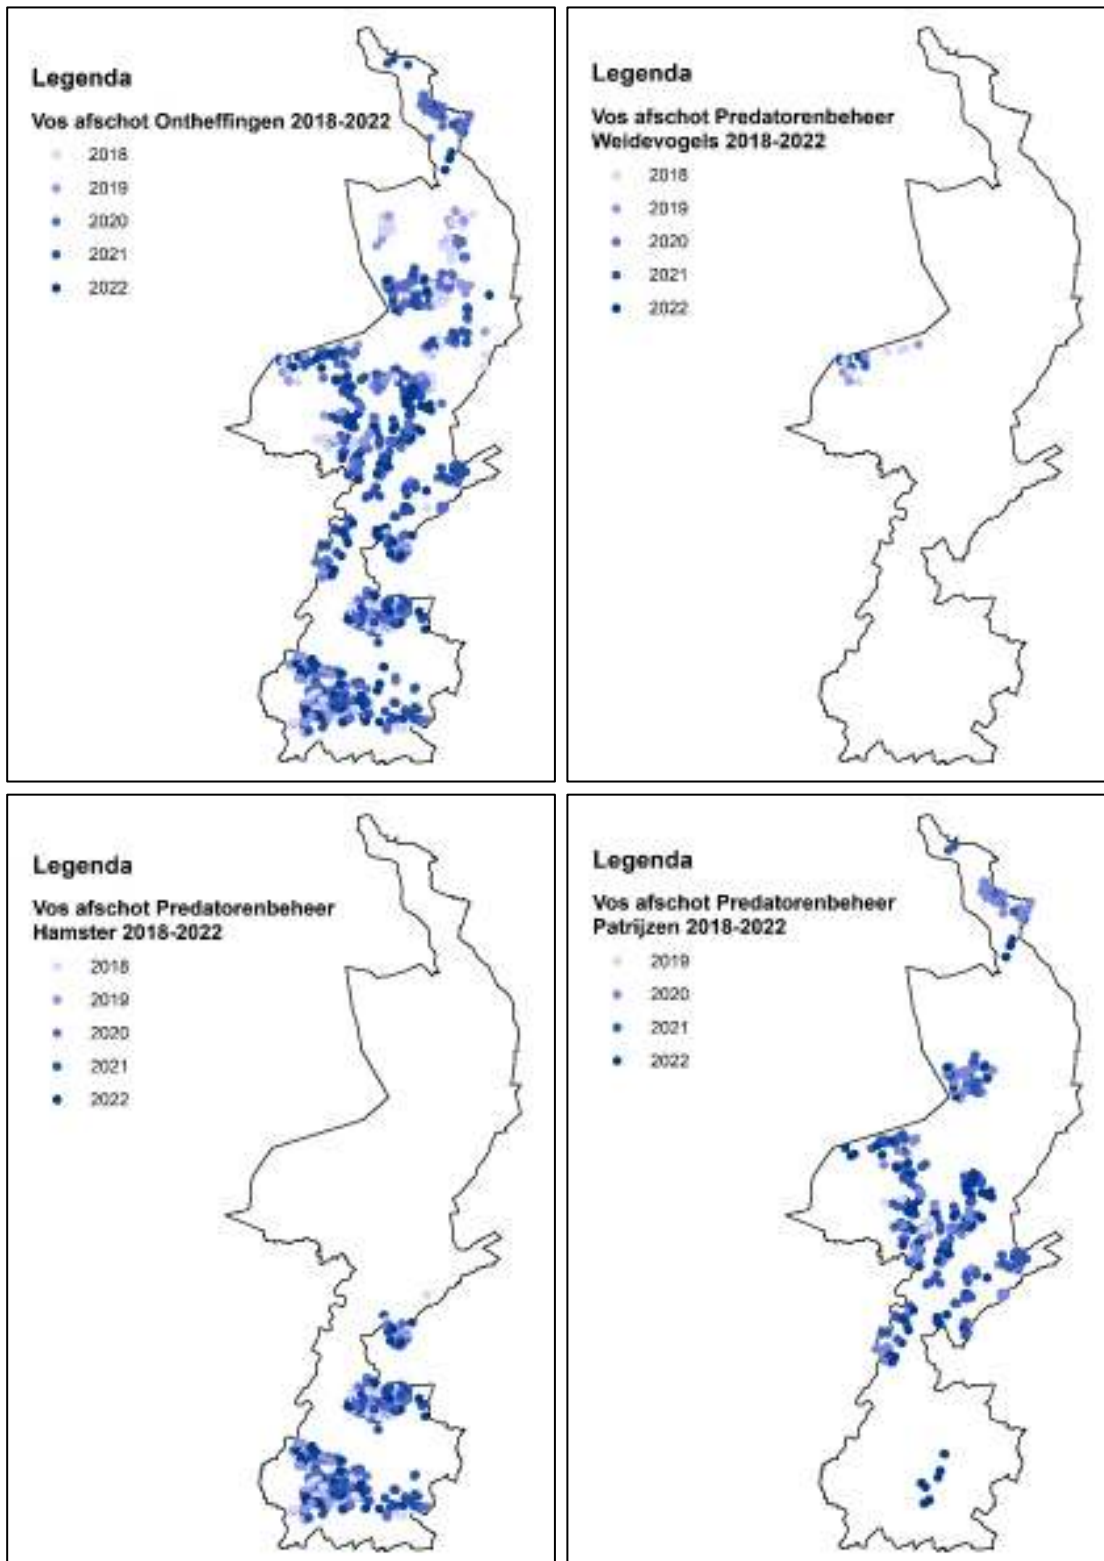 Legenda
Vos afschot Ontheffingen 2018-2022
2018
2019
2020
2021
2022
Legenda
Vos afschot Predatorenbeheer
Weidevogels 2018-2022
2018
2019
2020
2021
2022
Legenda
Vos afschot Predatorenbeheer
Hamster 2018-2022
2018
2019
2020
2021
2022
Legenda
Vos afschot Predatorenbeheer
Patrijzen 2018-2022
2019
2020
2021
2022